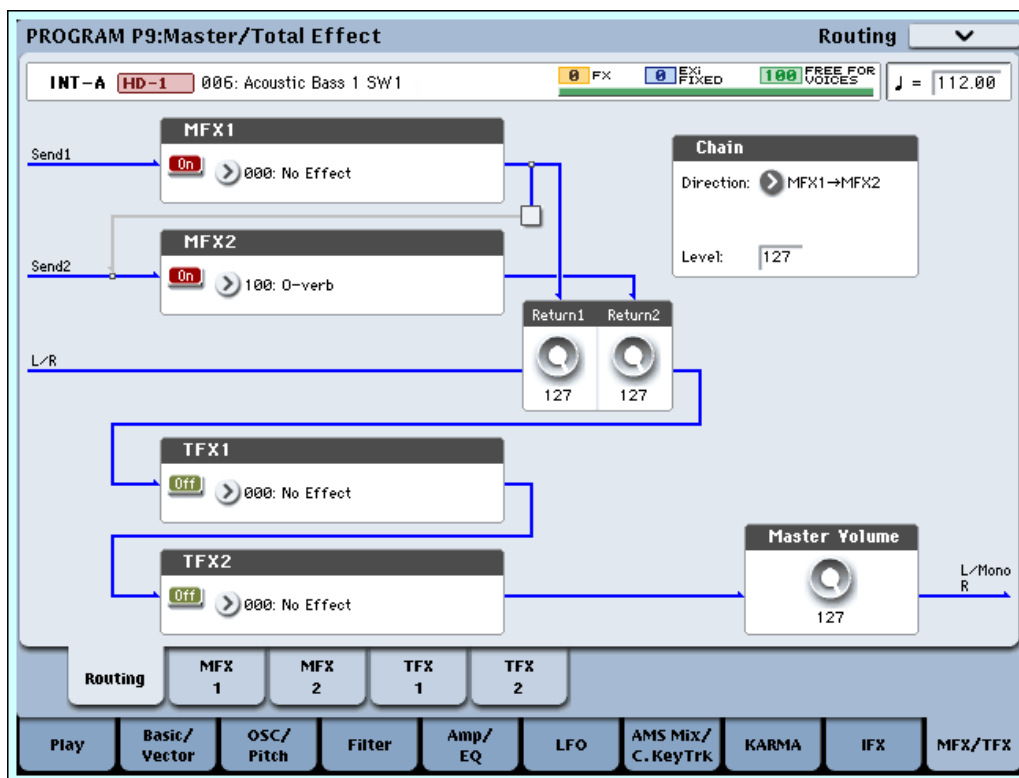 PROGRAM P9:Master/Total Effect Routing
INT-A HD-1 006: Acoustic Bass 1 SW1 0 FX 0 EXi FIXED 100 FREE FOR VOICES ♩ = 112.00
MFX1
Send1
On 000: No Effect
Chain
Direction: MFX1→MFX2
Level: 127
MFX2
Send2
On 100: O-verb
Return1 Return2
127 127
L/R
TFX1
Off 000: No Effect
TFX2
Off 000: No Effect
Master Volume
127
L/Mono
R
Routing
MFX
1
MFX
2
TFX
1
TFX
2
Play
Basic/
Vector
OSC/
Pitch
Filter
Amp/
EQ
LFO
AMS Mix/
C.KeyTrk
KARMA
IFX
MFX/TFX